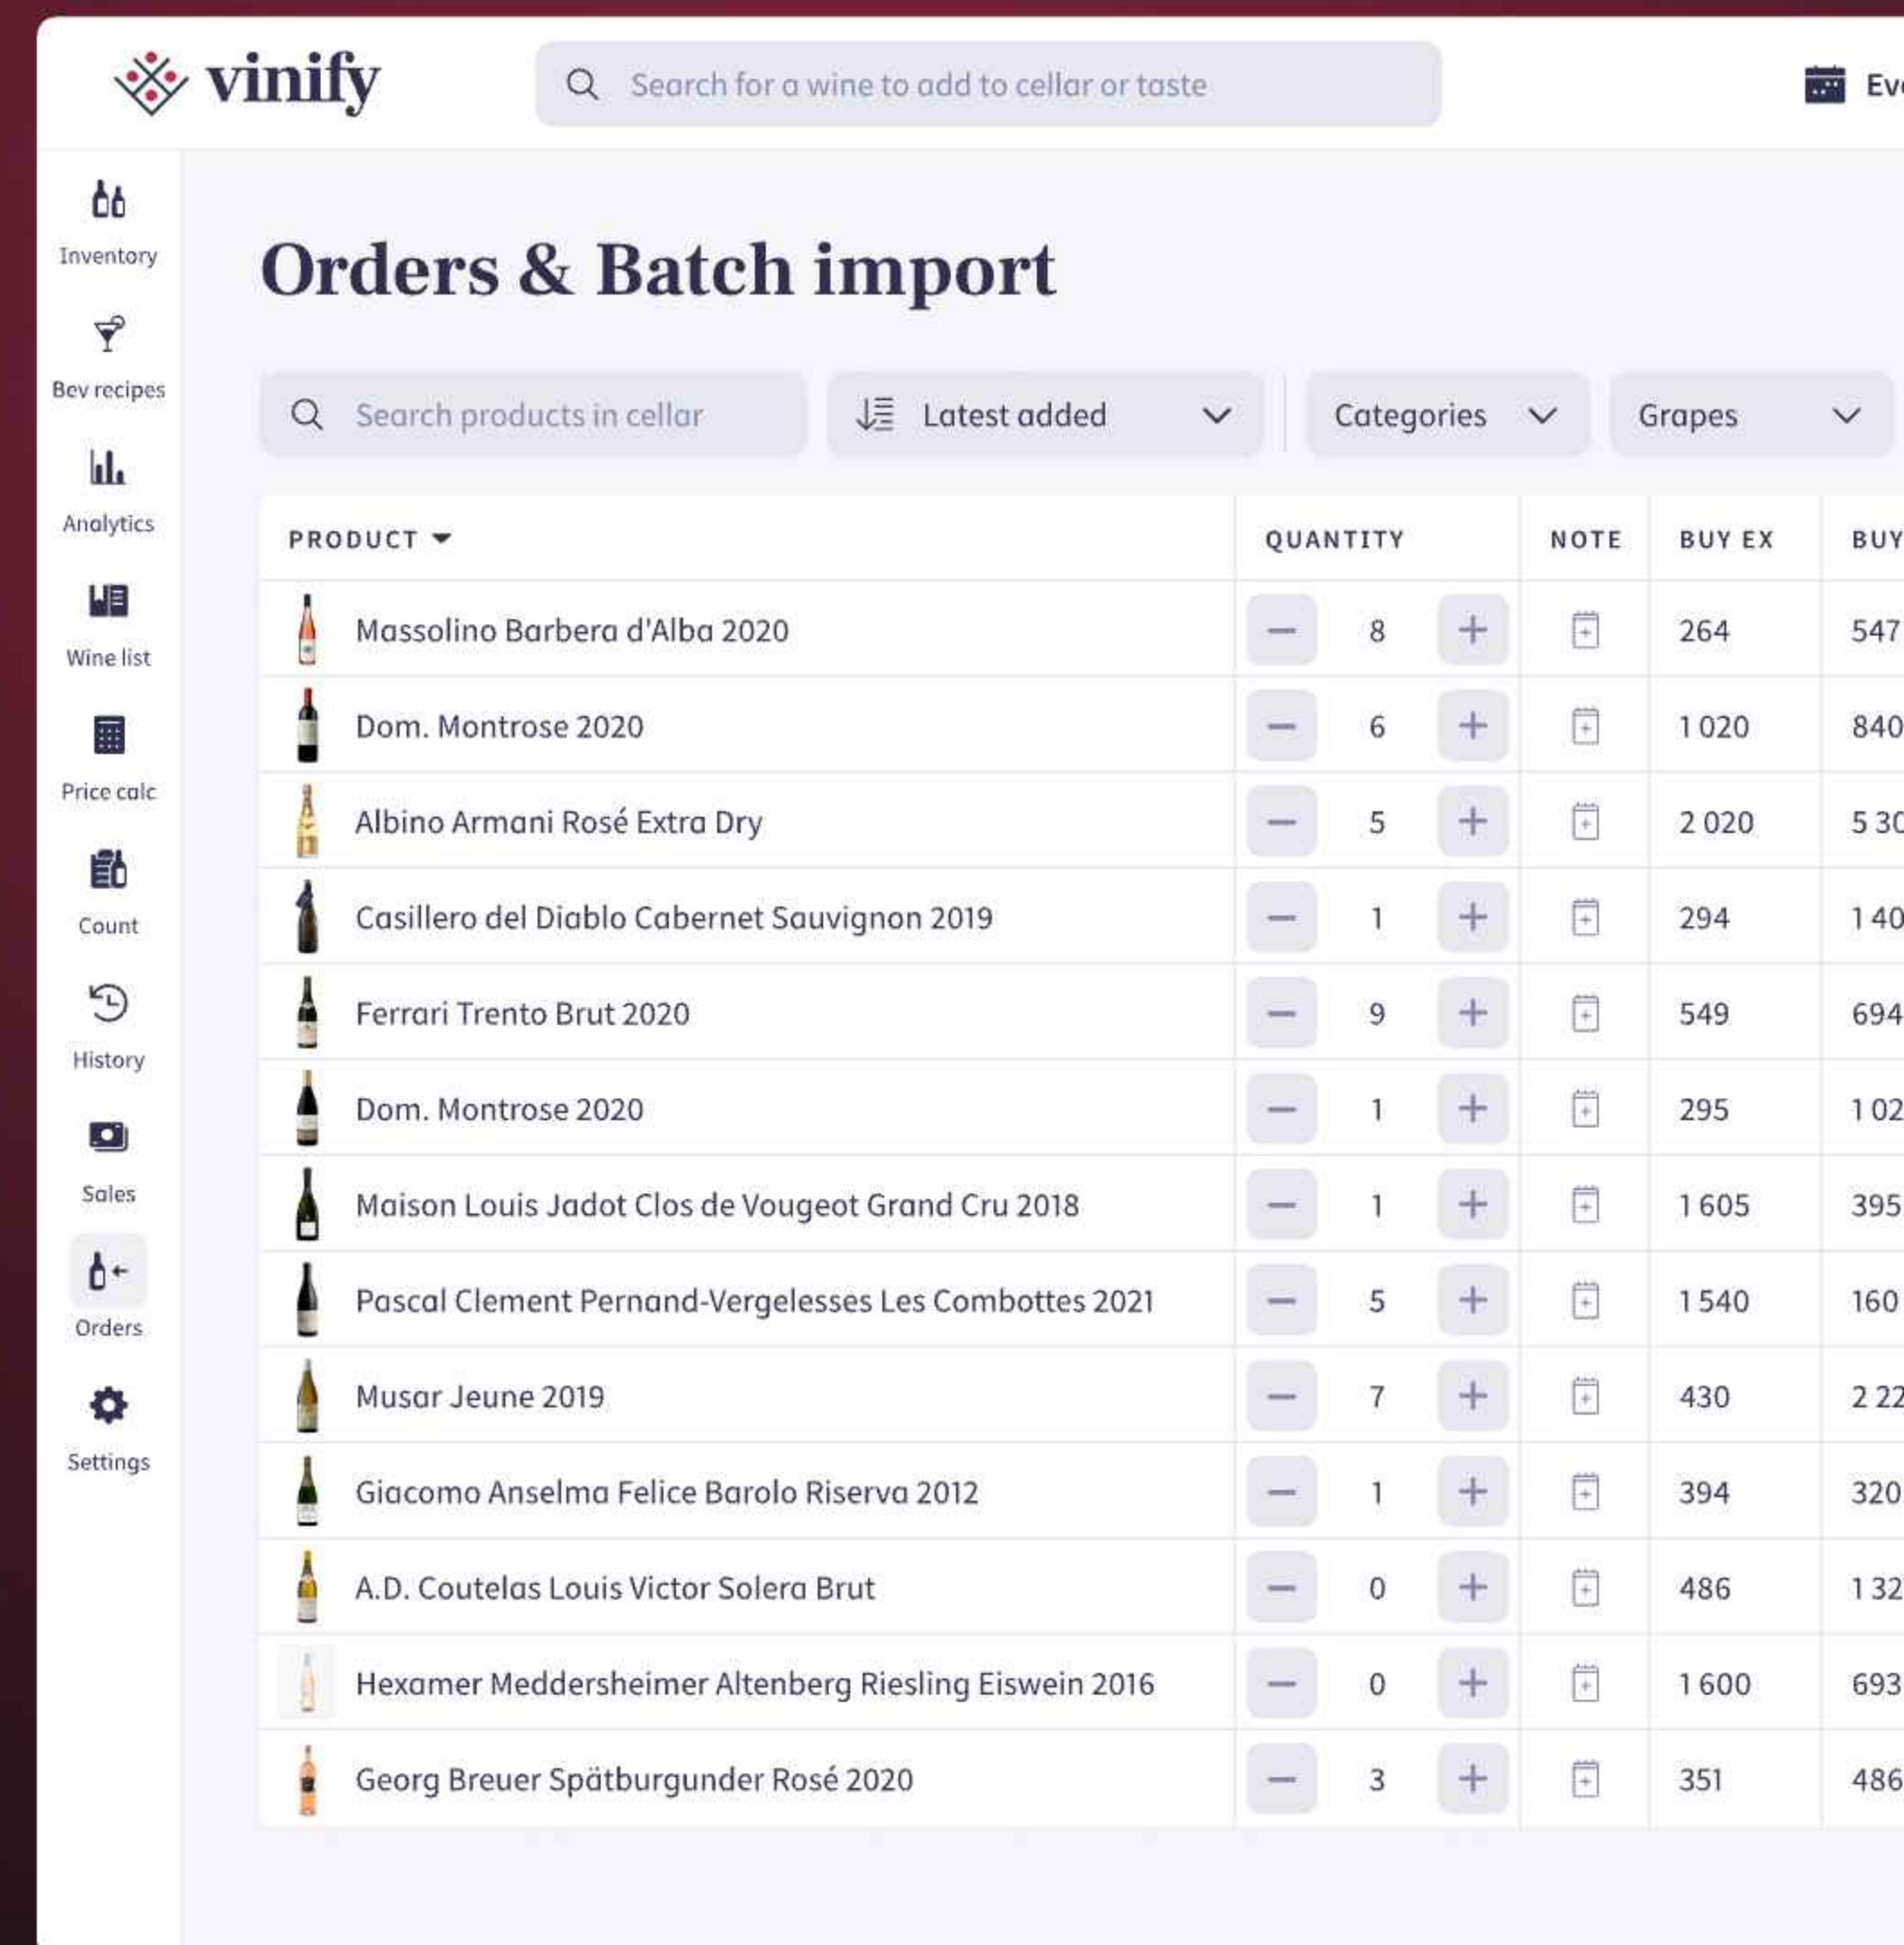 vinify
Search for a wine to add to cellar or taste
Inventory
Bev recipes
Analytics
Wine list
Price calc
Count
History
Sales
Orders
Settings
Orders & Batch import
Search products in cellar
Latest added
Categories
Grapes
PRODUCT QUANTITY NOTE BUY EX BUY
Massolino Barbera d'Alba 2020 8 264 547
Dom. Montrose 2020 6 1 020 840
Albino Armani Rosé Extra Dry 5 2 020
Casillero del Diablo Cabernet Sauvignon 2019 1 294
Ferrari Trento Brut 2020 9 549 694
Dom. Montrose 2020 1 295
Maison Louis Jadot Clos de Vougeot Grand Cru 2018 1 1 605 395
Pascal Clement Pernand-Vergelesses Les Combottes 2021 5 1 540 160
Musar Jeune 2019 7 430
Giacomo Anselma Felice Barolo Riserva 2012 1 394 320
A.D. Coutelas Louis Victor Solera Brut 0 486
Hexamer Meddersheimer Altenberg Riesling Eiswein 2016 0 1 600 693
Georg Breuer Spätburgunder Rosé 2020 3 351 486